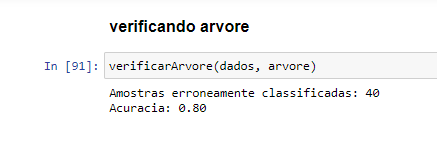 verificando arvore
In [91]: verificarArvore(dados, arvore)
Amostras erroneamente classificadas: 40
Acuracia: 0.80